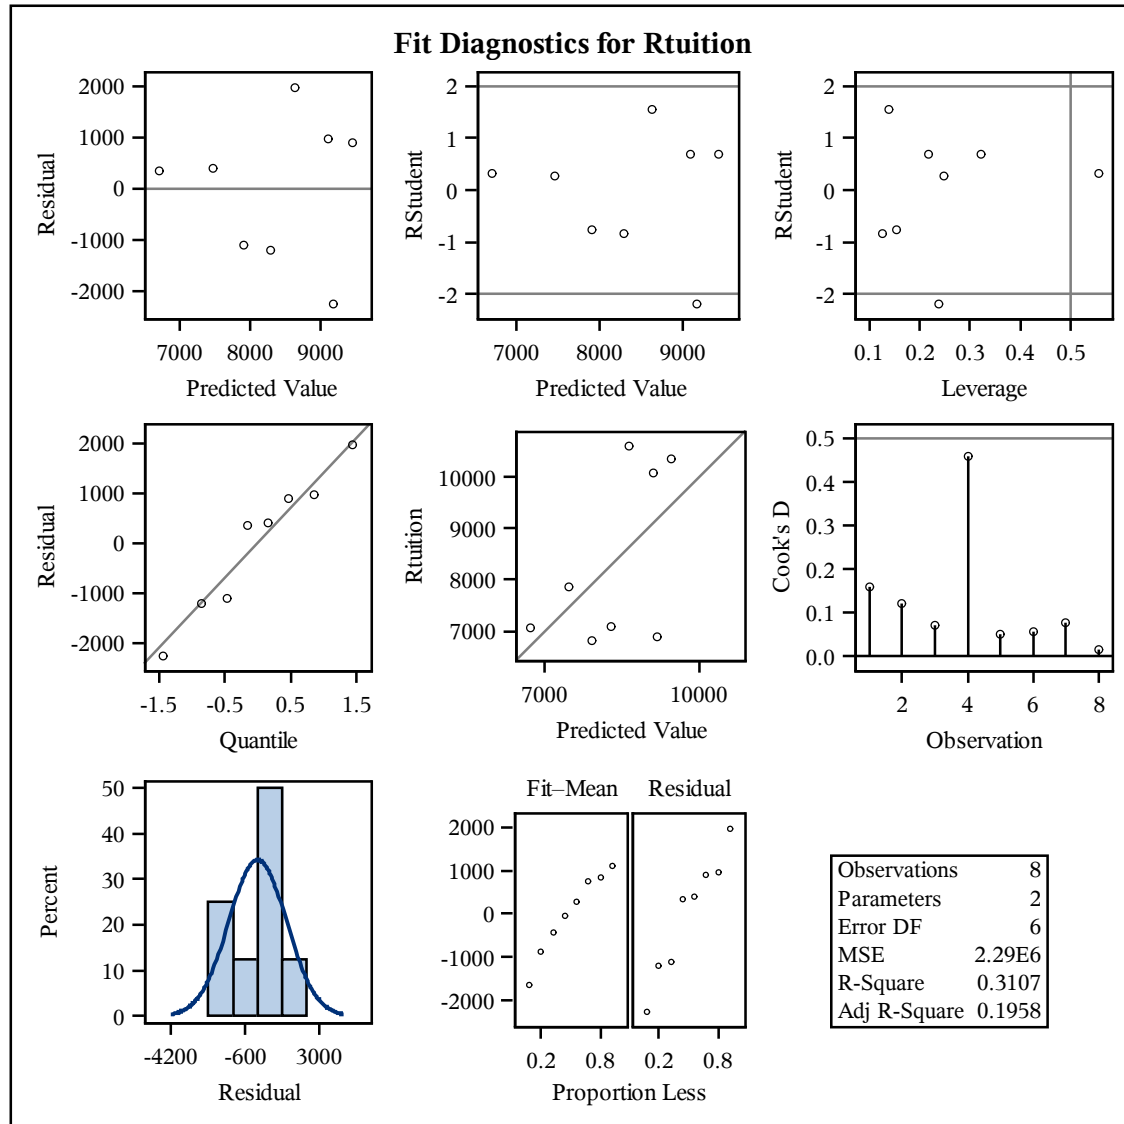 Fit Diagnostics for Rtuition
2000
1000
0
-1000
-2000
Residual
7000 8000 9000
Predicted Value
2
1
0
-1
-2
RStudent
7000 8000 9000
Predicted Value
2
1
0
-1
-2
RStudent
0.1 0.2 0.3 0.4 0.5
Leverage
2000
1000
0
-1000
-2000
Residual
-1.5 -0.5 0.5 1.5
Quantile
10000
9000
8000
7000
Rtuition
7000 10000
Predicted Value
0.5
0.4
0.3
0.2
0.1
0.0
Cook's D
2 4 6 8
Observation
50
40
30
20
10
0
Percent
-4200 -600 3000
Residual
Fit–Mean Residual
2000
1000
0
-1000
-2000
0.2 0.8 0.2 0.8
Proportion Less
Observations 8
Parameters 2
Error DF 6
MSE 2.29E6
R-Square 0.3107
Adj R-Square 0.1958